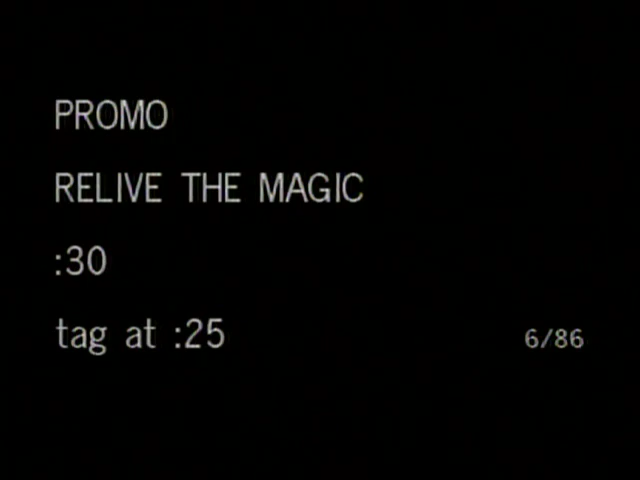 PROMO
RELIVE THE MAGIC
:30
tag at :25
6/86